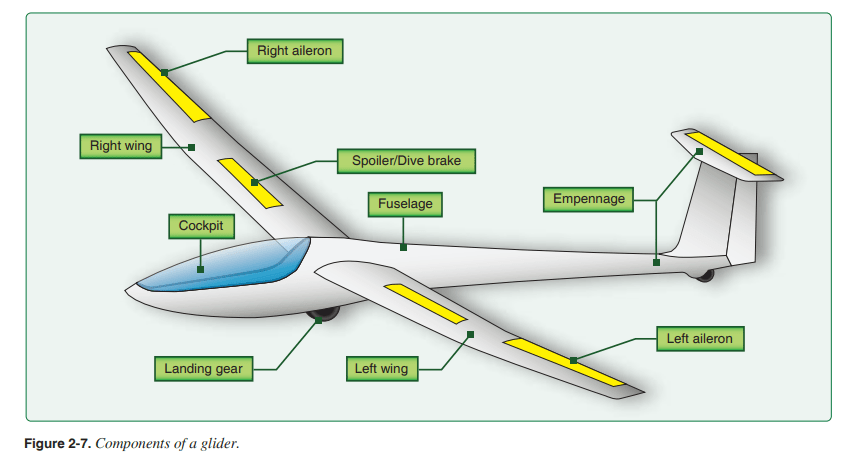 Right aileron
Right wing
Spoiler/Dive brake
Empennage
Fuselage
Cockpit
Left aileron
Landing gear
Left wing
Figure 2-7. Components of a glider.